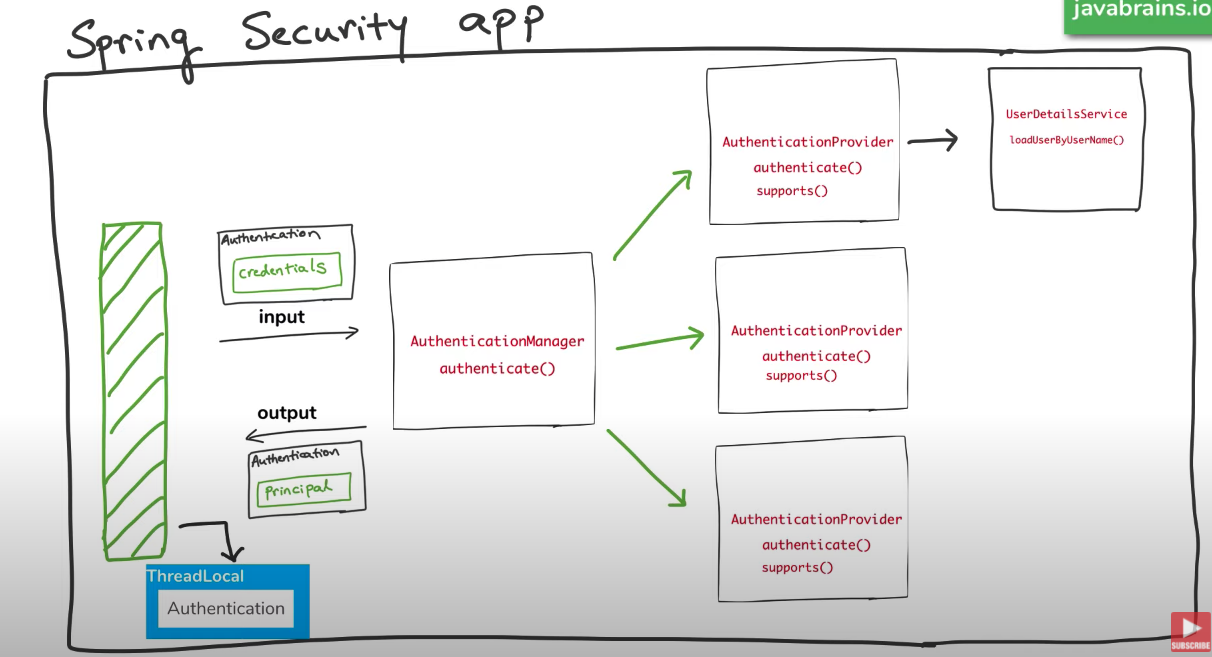 Spring Security app
javabrains.io
Authentication
credentials
input
output
Authentication
principal
ThreadLocal
Authentication
AuthenticationManager
authenticate()
AuthenticationProvider
authenticate()
supports()
UserDetailsService
loadUserByUserName()
AuthenticationProvider
authenticate()
supports()
AuthenticationProvider
authenticate()
supports()
SUBSCRIBE